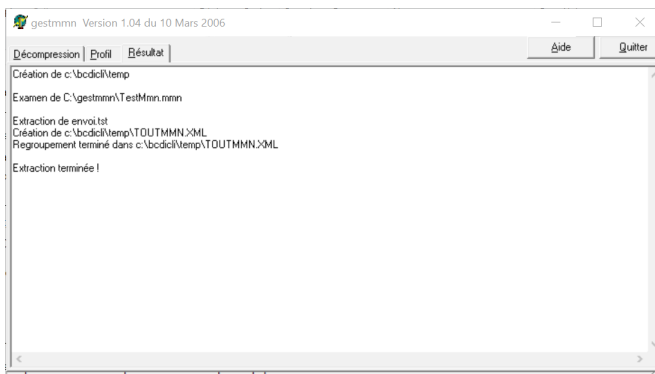 gestmmn Version 1.04 du 10 Mars 2006
Décompression Profil Résultat Aide Quitter
Création de c:\bcdicli\temp
Examen de C:\gestmmn\TestMmn.mmn
Extraction de envoi.tst
Création de c:\bcdicli\temp\TOUTMMN.XML
Regroupement terminé dans c:\bcdicli\temp\TOUTMMN.XML
Extraction terminée !